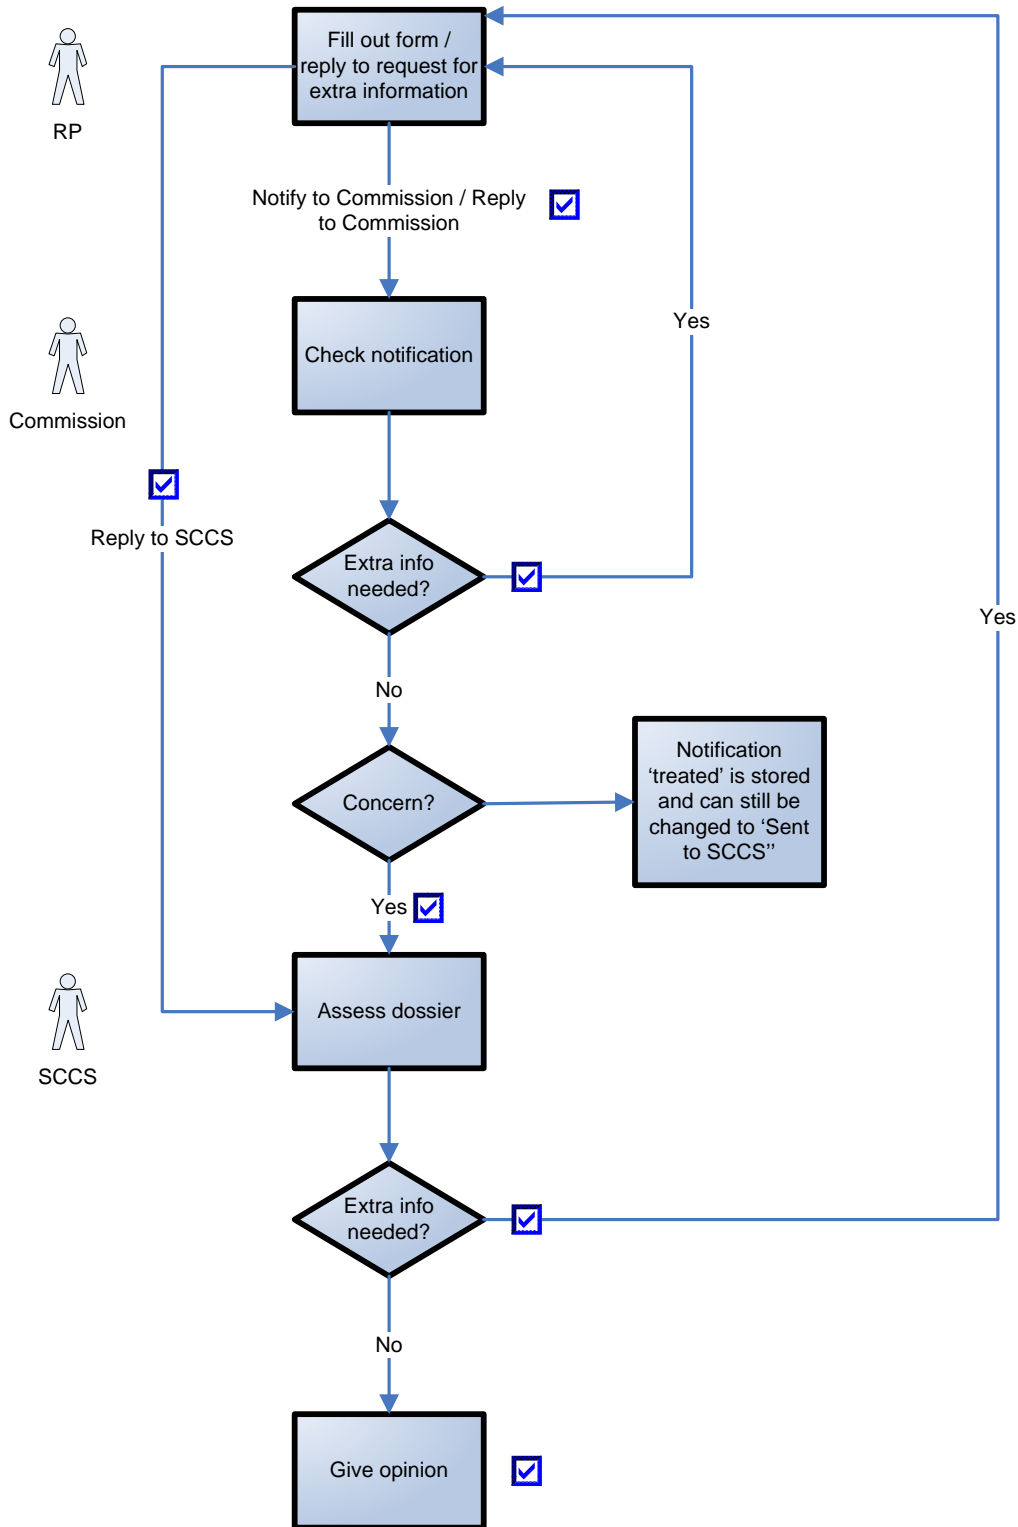 Fill out form /
reply to request for
extra information
RP
Notify to Commission / Reply
to Commission
Yes
Check notification
Commission
Reply to SCCS
Extra info
needed?
Yes
No
Notification
‘treated’ is stored
and can still be
changed to ‘Sent
to SCCS’’
Concern?
Yes
Assess dossier
SCCS
Extra info
needed?
No
Give opinion